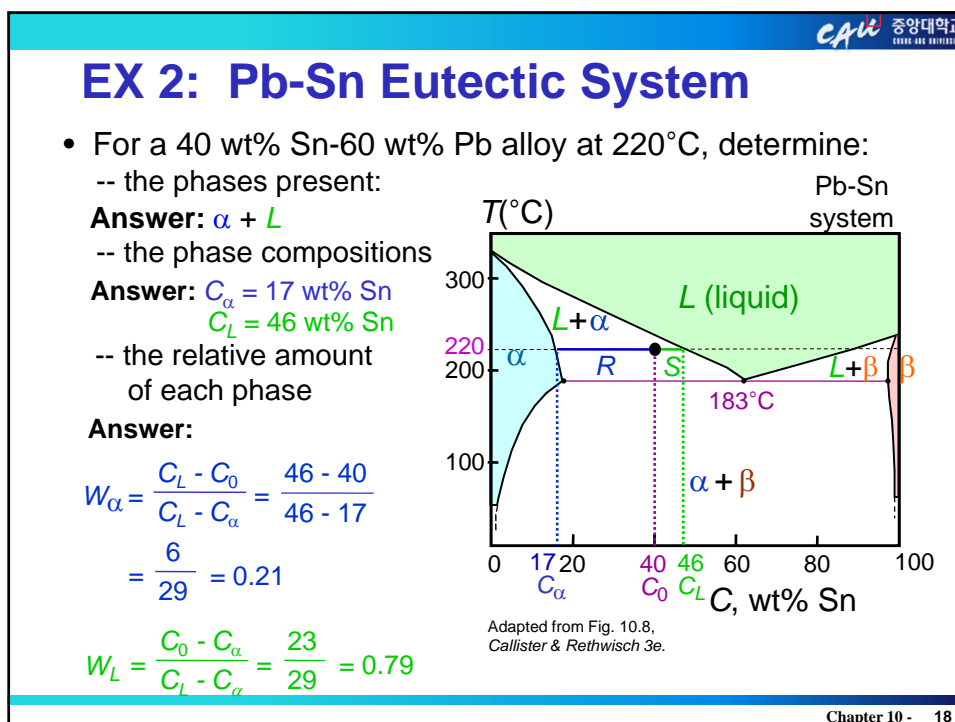 CAU 중앙대학교
CHUNG-ANG UNIVERSITY
EX 2: Pb-Sn Eutectic System
• For a 40 wt% Sn-60 wt% Pb alloy at 220°C, determine:
-- the phases present:
Answer: α + L
-- the phase compositions
Answer: Cα = 17 wt% Sn
CL = 46 wt% Sn
-- the relative amount
of each phase
Answer:
Wα = CL - C0 / CL - Cα = 46 - 40 / 46 - 17
= 6 / 29 = 0.21
WL = C0 - Cα / CL - Cα = 23 / 29 = 0.79
Pb-Sn
system
T(°C)
300
L (liquid)
L+α
220
α
R
S
200
L+β
β
183°C
100
α + β
0
17
20
40
46
60
80
100
Cα
C0
CL
C, wt% Sn
Adapted from Fig. 10.8,
Callister & Rethwisch 3e.
Chapter 10 - 18